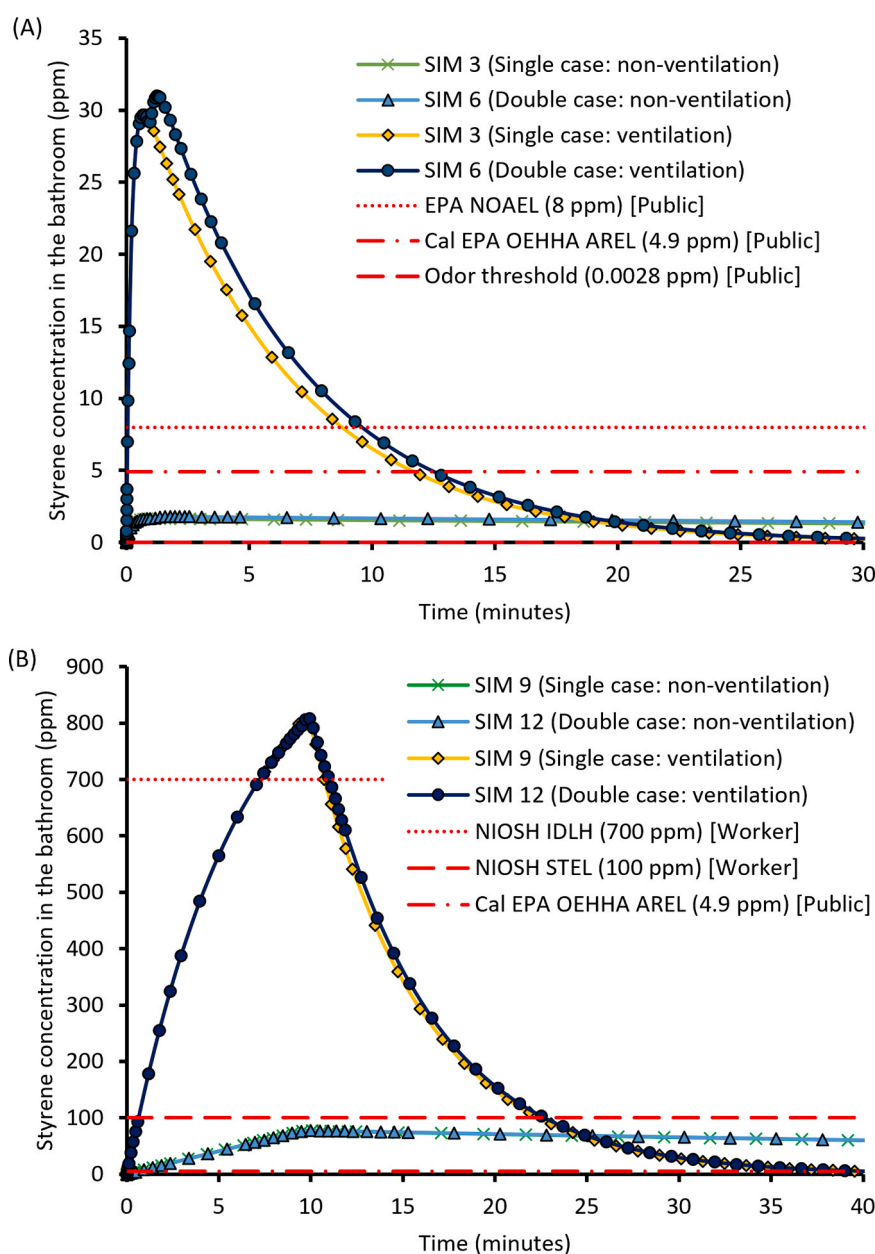 (A)
Styrene concentration in the bathroom (ppm)
35
30
25
20
15
10
5
0
SIM 3 (Single case: non-ventilation)
SIM 6 (Double case: non-ventilation)
SIM 3 (Single case: ventilation)
SIM 6 (Double case: ventilation)
EPA NOAEL (8 ppm) [Public]
Cal EPA OEHHA AREL (4.9 ppm) [Public]
Odor threshold (0.0028 ppm) [Public]
0 5 10 15 20 25 30
Time (minutes)
(B)
Styrene concentration in the bathroom (ppm)
900
800
700
600
500
400
300
200
100
0
SIM 9 (Single case: non-ventilation)
SIM 12 (Double case: non-ventilation)
SIM 9 (Single case: ventilation)
SIM 12 (Double case: ventilation)
NIOSH IDLH (700 ppm) [Worker]
NIOSH STEL (100 ppm) [Worker]
Cal EPA OEHHA AREL (4.9 ppm) [Public]
0 5 10 15 20 25 30 35 40
Time (minutes)